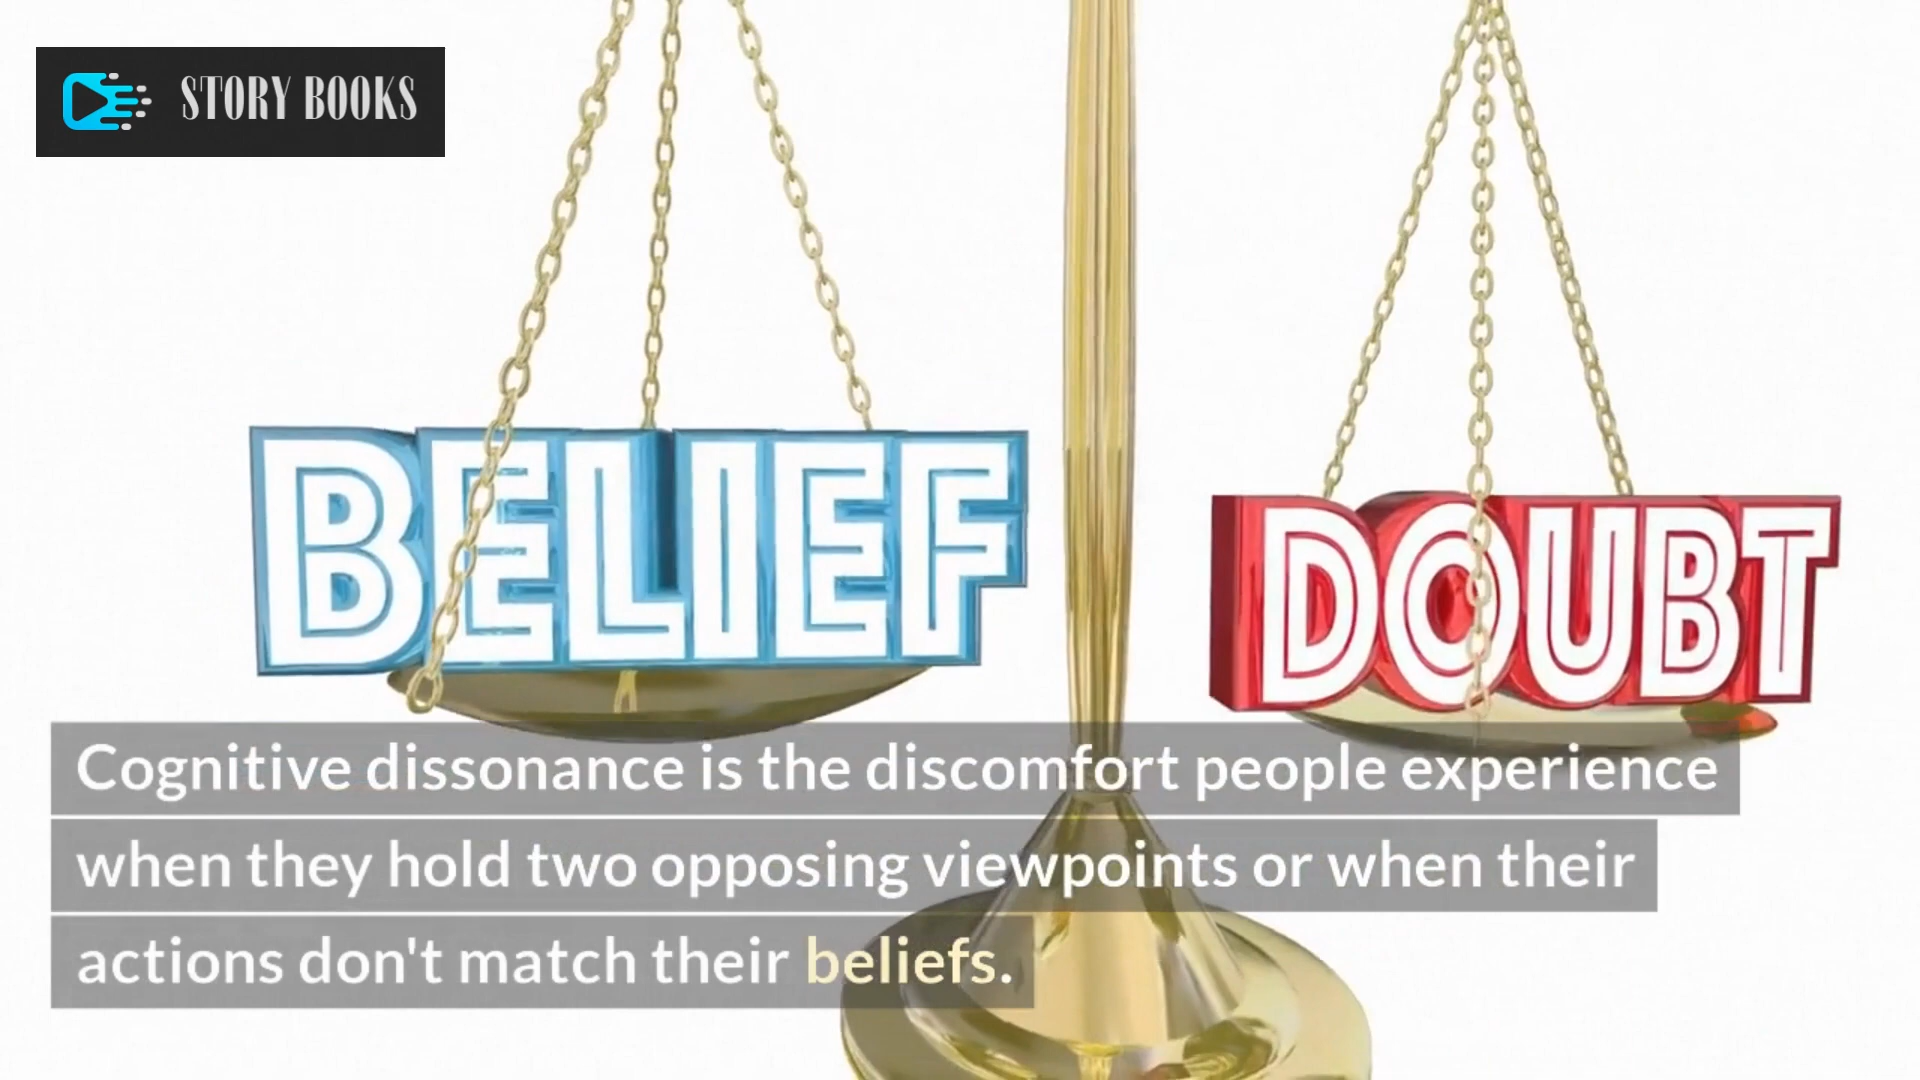 STORY BOOKS
BELIEF
DOUBT
Cognitive dissonance is the discomfort people experience
when they hold two opposing viewpoints or when their
actions don't match their beliefs.